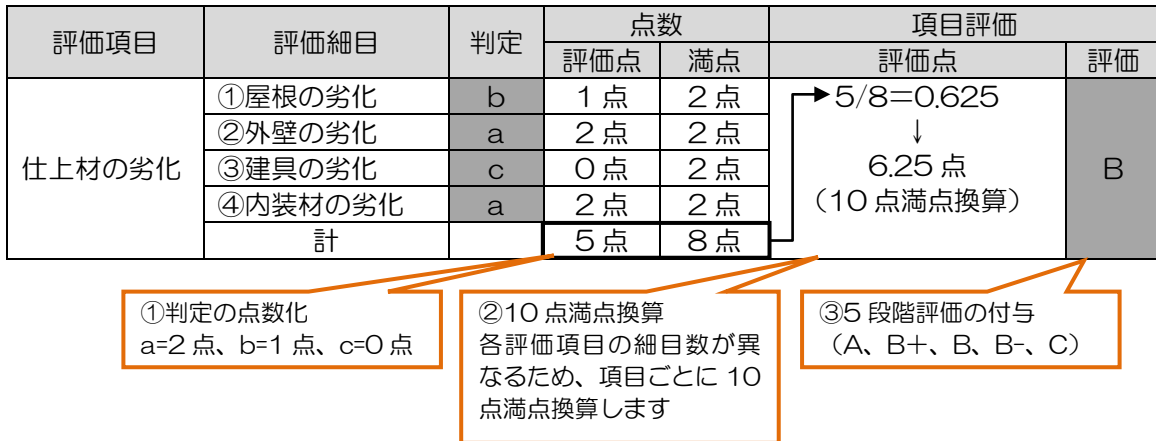 評価項目 評価細目 判定 点数 項目評価
評価点 満点 評価点 評価
仕上材の劣化
①屋根の劣化 b 1点 2点
②外壁の劣化 a 2点 2点
③建具の劣化 c 0点 2点
④内装材の劣化 a 2点 2点
計 5点 8点
5/8=0.625
↓
6.25点
（10点満点換算）
B
①判定の点数化
a=2点、b=1点、c=0点
②10点満点換算
各評価項目の細目数が異
なるため、項目ごとに10
点満点換算します
③5段階評価の付与
（A、B+、B、B-、C）